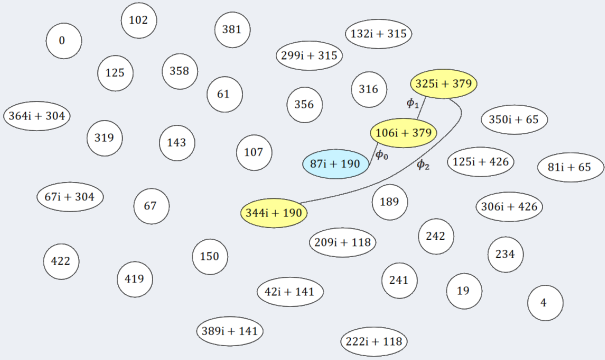 0
102
381
132i + 315
299i + 315
325i + 379
125
358
61
316
356
ϕ₁
106i + 379
350i + 65
364i + 304
319
143
107
87i + 190
ϕ₀
ϕ₂
125i + 426
81i + 65
67i + 304
67
344i + 190
189
306i + 426
209i + 118
242
234
422
419
150
42i + 141
241
19
4
389i + 141
222i + 118